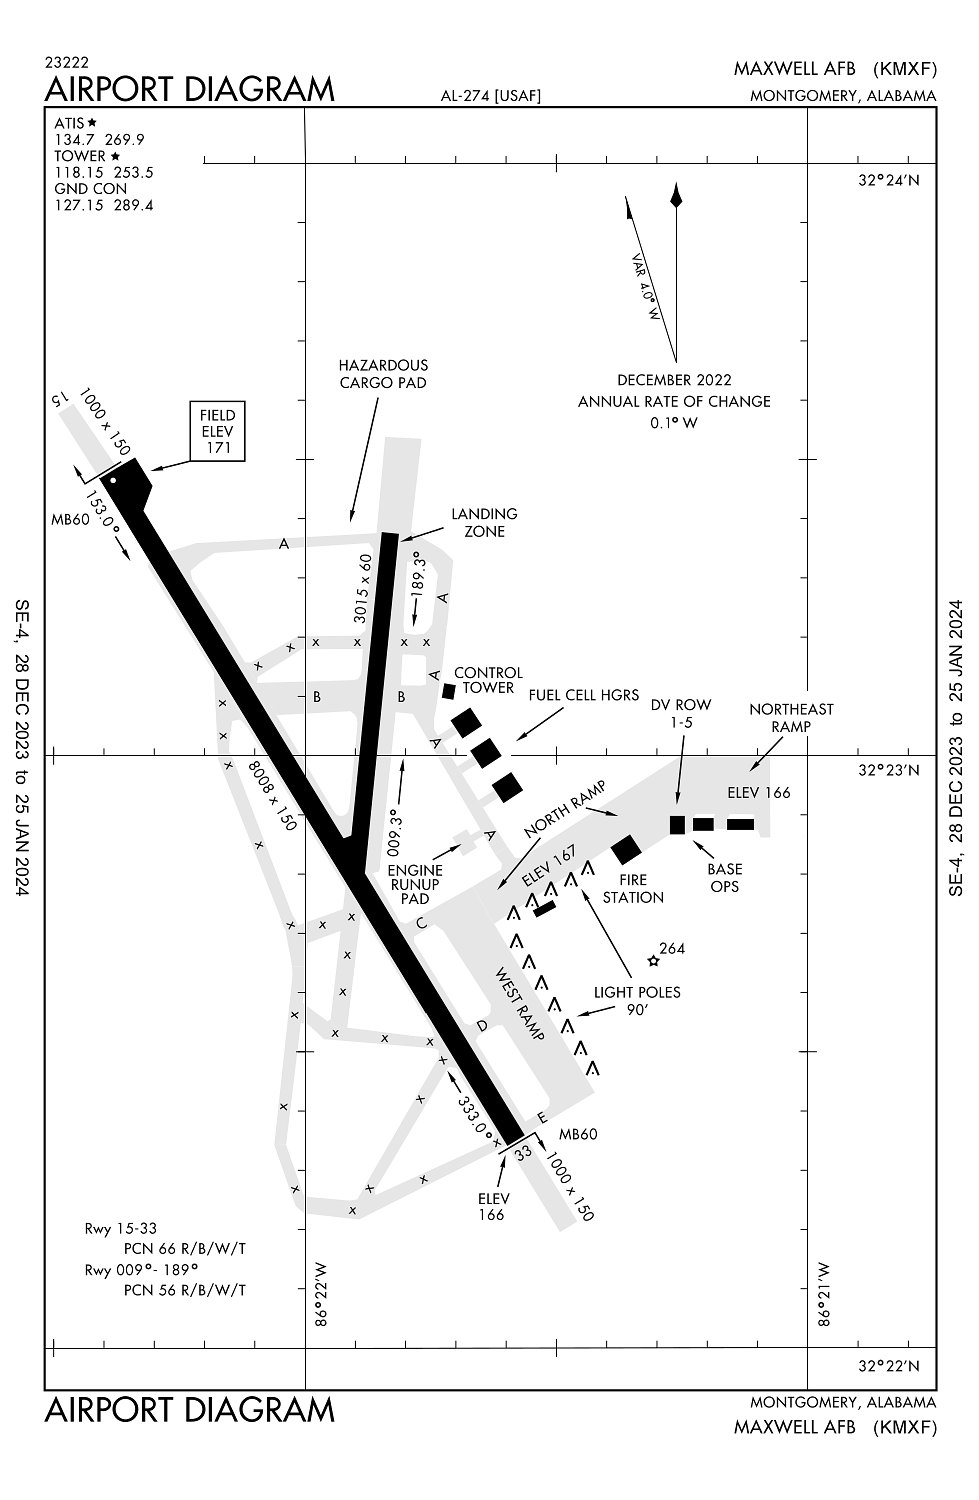 23222
AIRPORT DIAGRAM
AL-274 [USAF]
MAXWELL AFB (KMXF)
MONTGOMERY, ALABAMA
ATIS ★
134.7 269.9
TOWER ★
118.15 253.5
GND CON
127.15 289.4
32°24'N
VAR 4.0° W
DECEMBER 2022
ANNUAL RATE OF CHANGE
0.1° W
HAZARDOUS
CARGO PAD
15
1000 x 150
FIELD
ELEV
171
MB60
153.0°
LANDING
ZONE
A
3015 x 60
189.3°
A
x x x x x
x
A
CONTROL
TOWER
B
B
FUEL CELL HGRS
DV ROW
1-5
NORTHEAST
RAMP
x
x
x
A
32°23'N
8008 x 150
009.3°
ELEV 166
NORTH RAMP
A
x
ENGINE
RUNUP
PAD
ELEV 167
FIRE
STATION
BASE
OPS
x x x
C
x
264
x
WEST RAMP
LIGHT POLES
90'
x
D
x x x
x
333.0°
x
x
E
x
MB60
33
1000 x 150
x x x
x
ELEV
166
Rwy 15-33
PCN 66 R/B/W/T
Rwy 009°- 189°
PCN 56 R/B/W/T
86°22'W
86°21'W
32°22'N
AIRPORT DIAGRAM
MONTGOMERY, ALABAMA
MAXWELL AFB (KMXF)
SE-4, 28 DEC 2023 to 25 JAN 2024
SE-4, 28 DEC 2023 to 25 JAN 2024